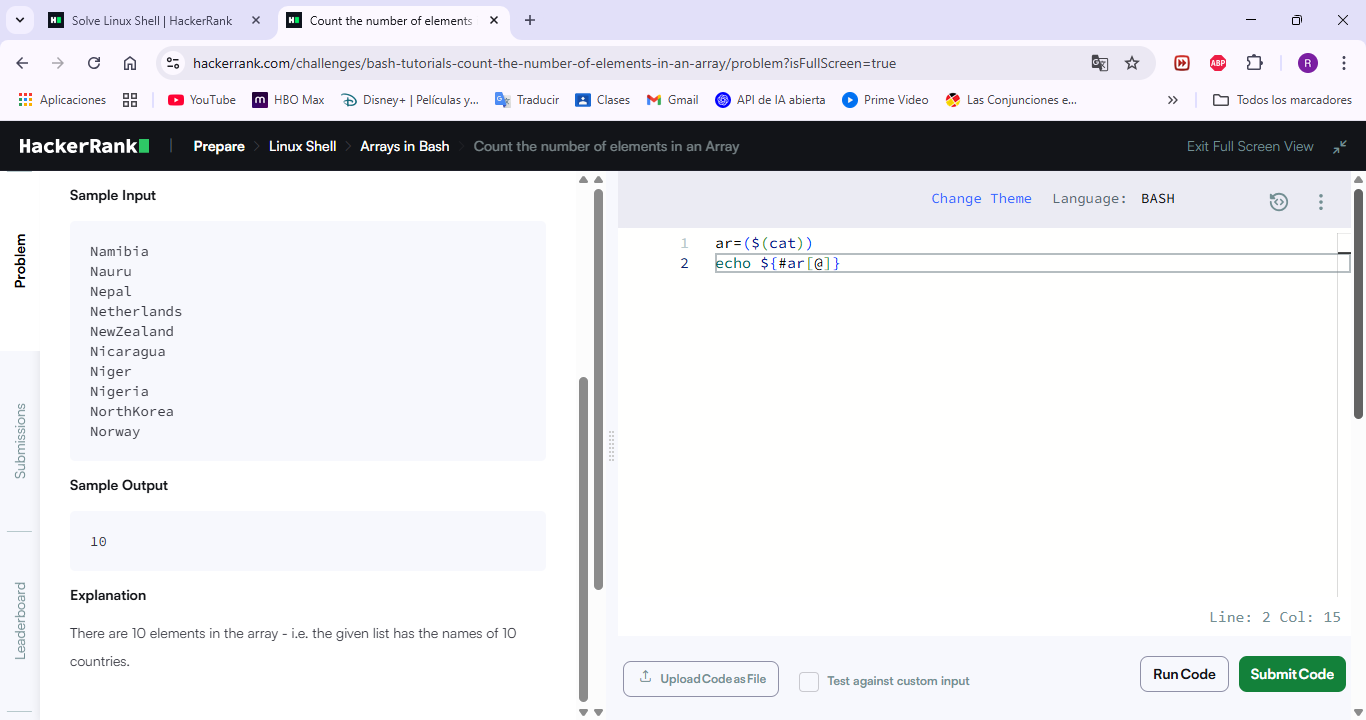 Solve Linux Shell | HackerRank
Count the number of elements
hackerrank.com/challenges/bash-tutorials-count-the-number-of-elements-in-an-array/problem?isFullScreen=true
ABP
R
Aplicaciones
YouTube
HBO Max
Disney+ | Películas y...
Traducir
Clases
Gmail
API de IA abierta
Prime Video
Las Conjunciones e...
Todos los marcadores
HackerRank
Prepare
Linux Shell
Arrays in Bash
Count the number of elements in an Array
Exit Full Screen View
Problem
Submissions
Leaderboard
Sample Input
Namibia
Nauru
Nepal
Netherlands
NewZealand
Nicaragua
Niger
Nigeria
NorthKorea
Norway
Sample Output
10
Explanation
There are 10 elements in the array - i.e. the given list has the names of 10
countries.
Change Theme Language: BASH
1 ar=($(cat))
2 echo ${#ar[@]}
Line: 2 Col: 15
Upload Code as File
Test against custom input
Run Code
Submit Code